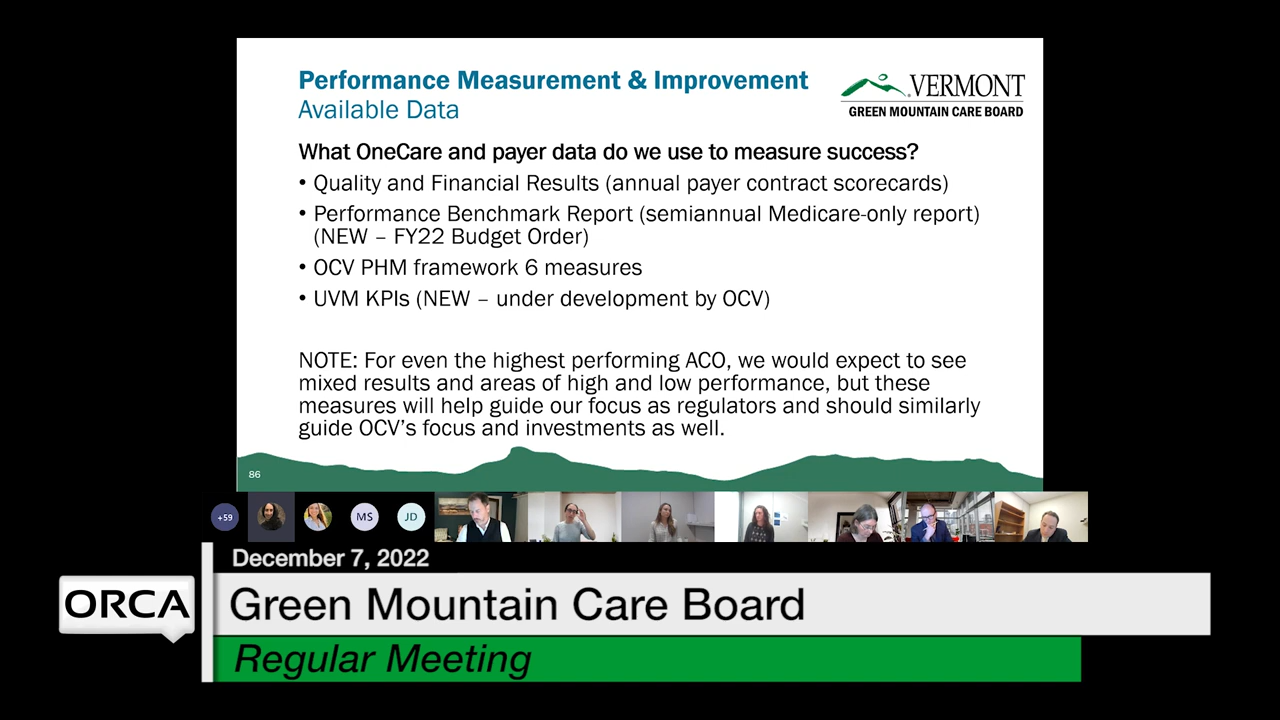 Performance Measurement & Improvement
Available Data
VERMONT
GREEN MOUNTAIN CARE BOARD
What OneCare and payer data do we use to measure success?
• Quality and Financial Results (annual payer contract scorecards)
• Performance Benchmark Report (semiannual Medicare-only report)
(NEW – FY22 Budget Order)
• OCV PHM framework 6 measures
• UVM KPIs (NEW – under development by OCV)
NOTE: For even the highest performing ACO, we would expect to see
mixed results and areas of high and low performance, but these
measures will help guide our focus as regulators and should similarly
guide OCV's focus and investments as well.
86
+59
MS
JD
December 7, 2022
ORCA
Green Mountain Care Board
Regular Meeting